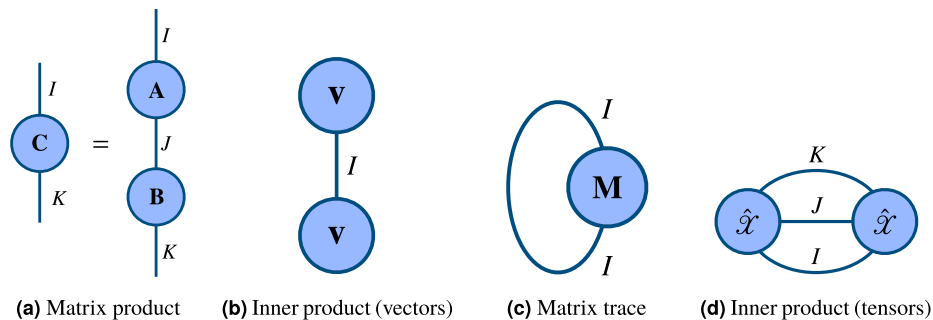 I
C
K
=
I
A
J
B
K
v
I
v
I
M
I
K
𝒳̂ J 𝒳̂
I
(a) Matrix product
(b) Inner product (vectors)
(c) Matrix trace
(d) Inner product (tensors)